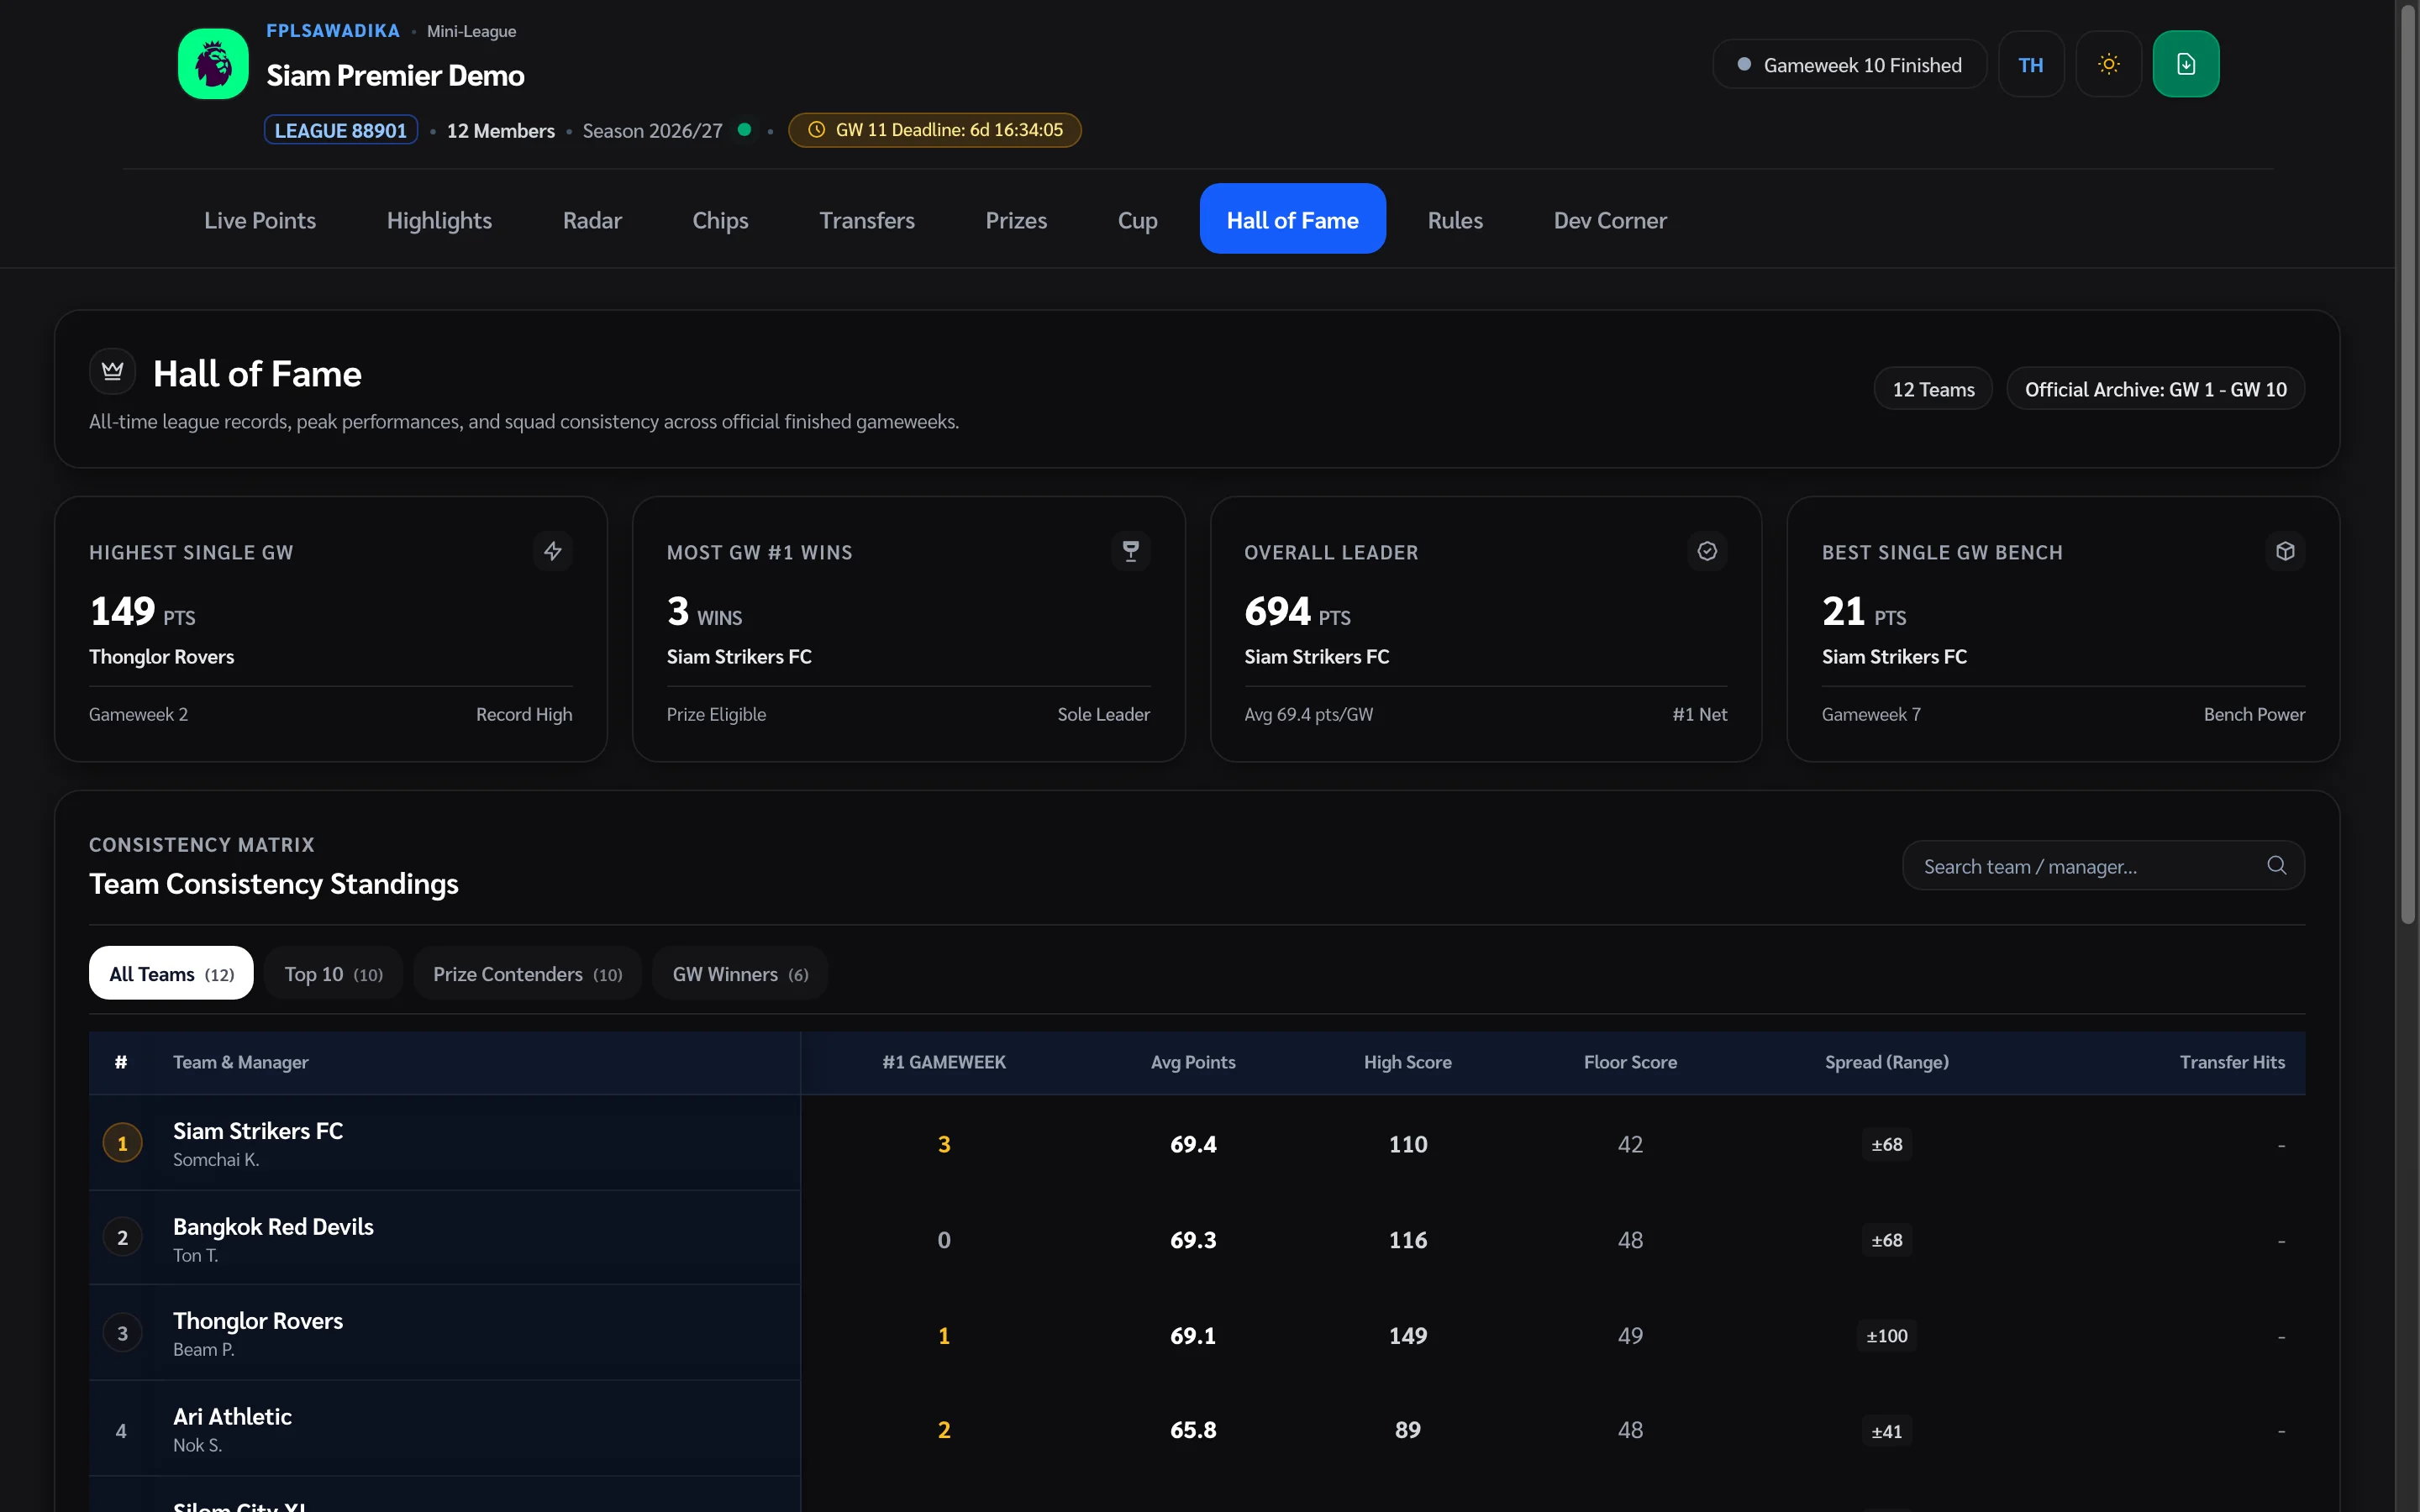 FPLSAWADIKA • Mini-League
Siam Premier Demo
LEAGUE 88901 • 12 Members • Season 2026/27 • GW 11 Deadline: 6d 16:34:05
Gameweek 10 Finished
TH
Live Points Highlights Radar Chips Transfers Prizes Cup Hall of Fame Rules Dev Corner
Hall of Fame
All-time league records, peak performances, and squad consistency across official finished gameweeks.
12 Teams
Official Archive: GW 1 - GW 10
HIGHEST SINGLE GW
149 PTS
Thonglor Rovers
Gameweek 2 Record High
MOST GW #1 WINS
3 WINS
Siam Strikers FC
Prize Eligible Sole Leader
OVERALL LEADER
694 PTS
Siam Strikers FC
Avg 69.4 pts/GW #1 Net
BEST SINGLE GW BENCH
21 PTS
Siam Strikers FC
Gameweek 7 Bench Power
CONSISTENCY MATRIX
Team Consistency Standings
Search team / manager...
All Teams (12) Top 10 (10) Prize Contenders (10) GW Winners (6)
# Team & Manager #1 GAMEWEEK Avg Points High Score Floor Score Spread (Range) Transfer Hits
1 Siam Strikers FC 3 69.4 110 42 ±68 -
Somchai K.
2 Bangkok Red Devils 0 69.3 116 48 ±68 -
Ton T.
3 Thonglor Rovers 1 69.1 149 49 ±100 -
Beam P.
4 Ari Athletic 2 65.8 89 48 ±41 -
Nok S.
Silom City XI